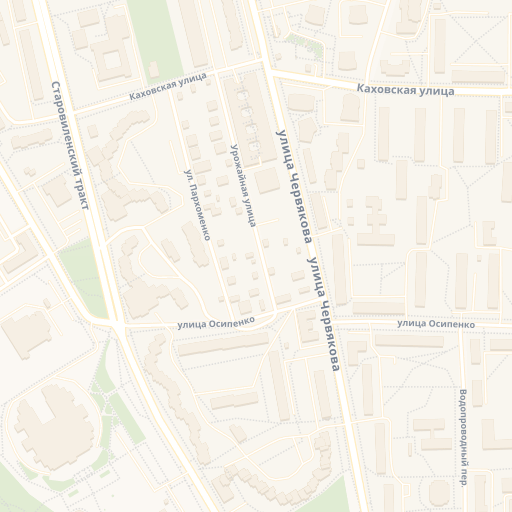 Каховская улица
Каховская улица
Старовиленский тракт
улица Червякова
Урожайная улица
ул. Пархоменко
улица Червякова
улица Осипенко
улица Осипенко
Водопроводный пер.